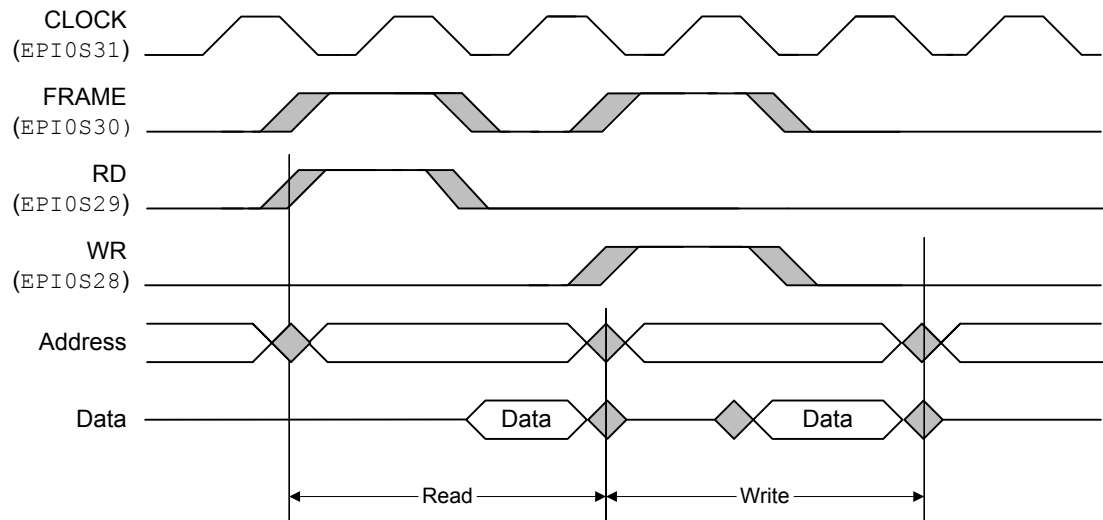 CLOCK
(EPI0S31)
FRAME
(EPI0S30)
RD
(EPI0S29)
WR
(EPI0S28)
Address
Data
Data
Data
Read
Write